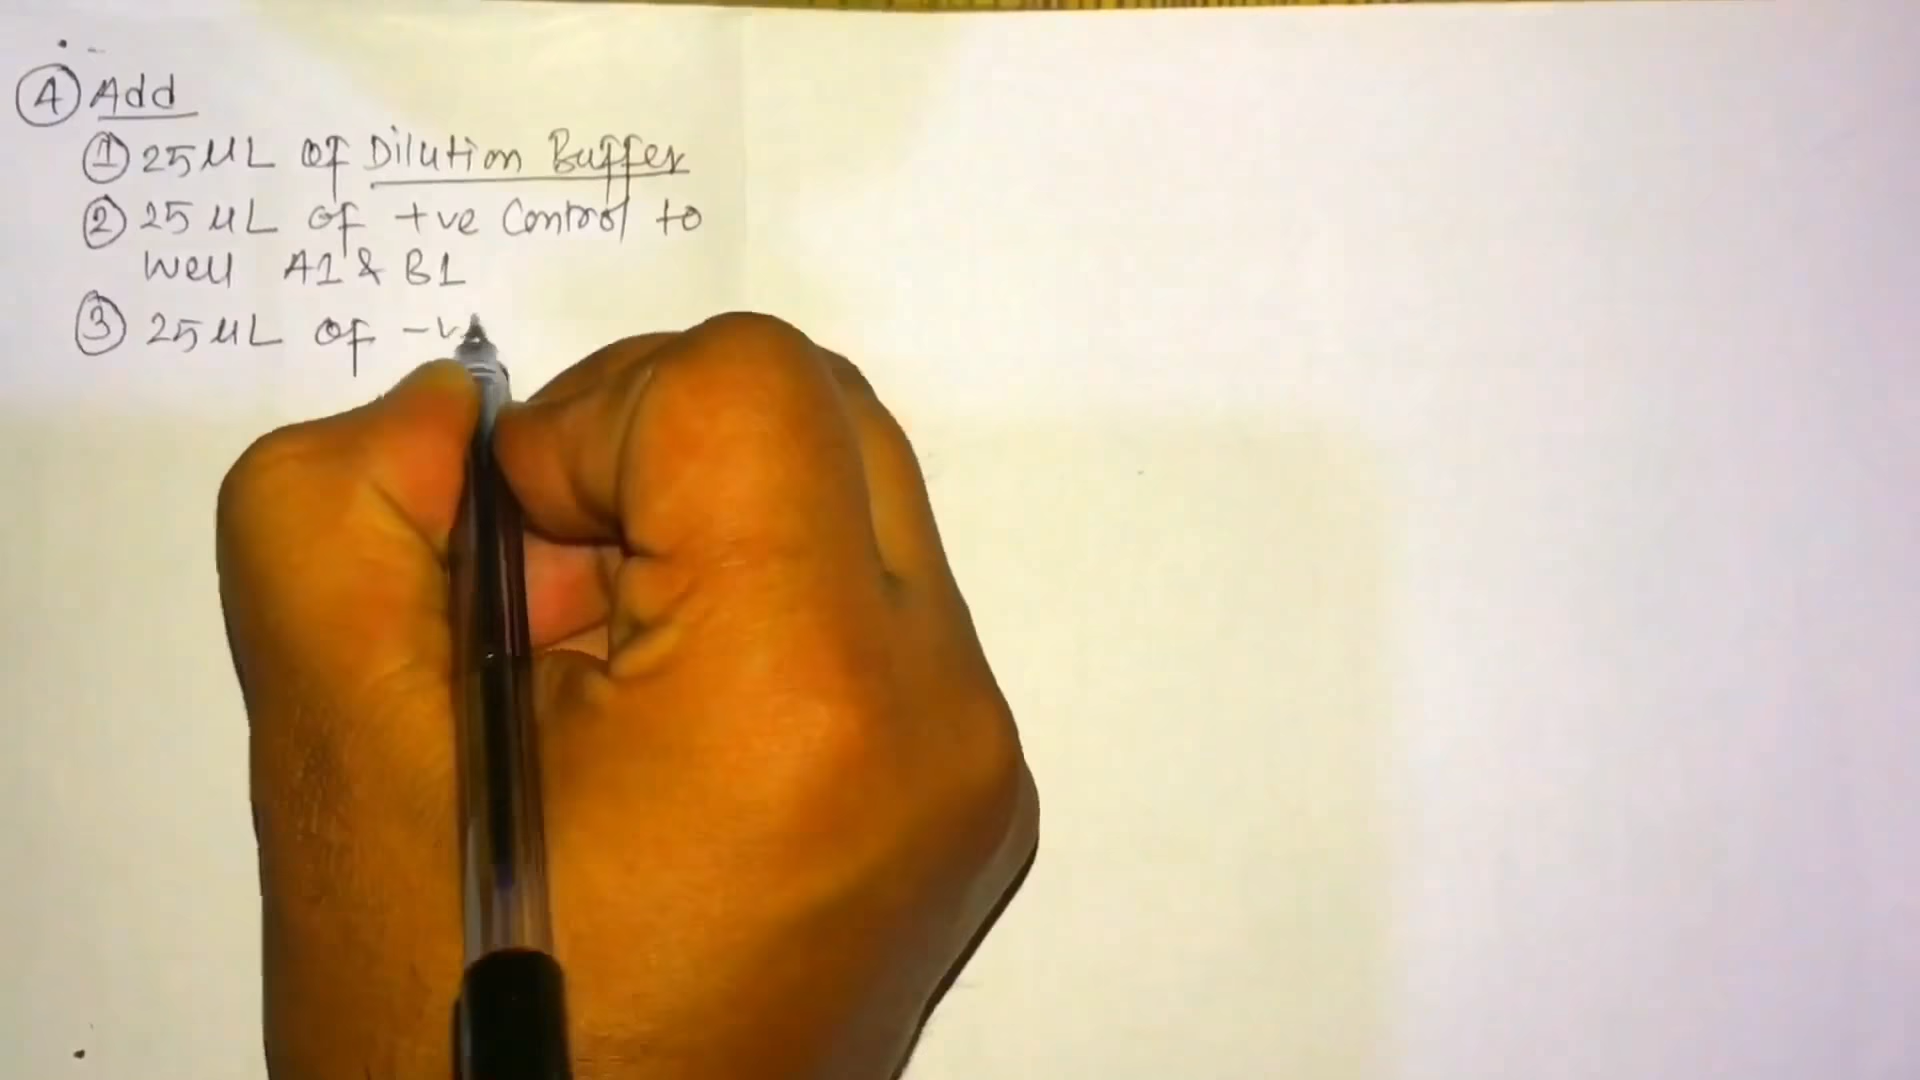 ④ Add
① 25 μL of Dilution Buffer
② 25 μL of +ve Control to
Well A1 & B1
③ 25 μL of -v